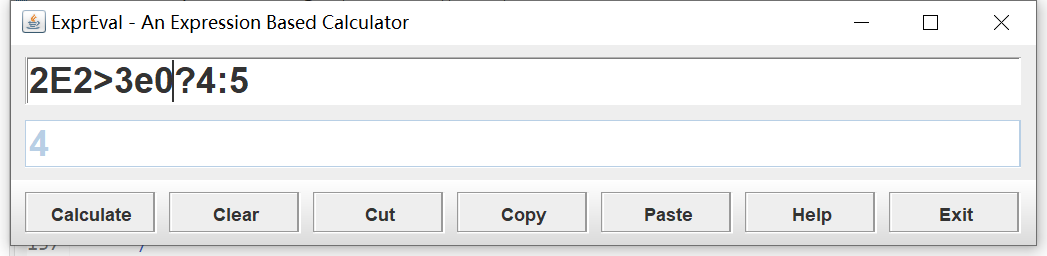 ExprEval - An Expression Based Calculator
2E2>3e0?4:5
4
Calculate Clear Cut Copy Paste Help Exit